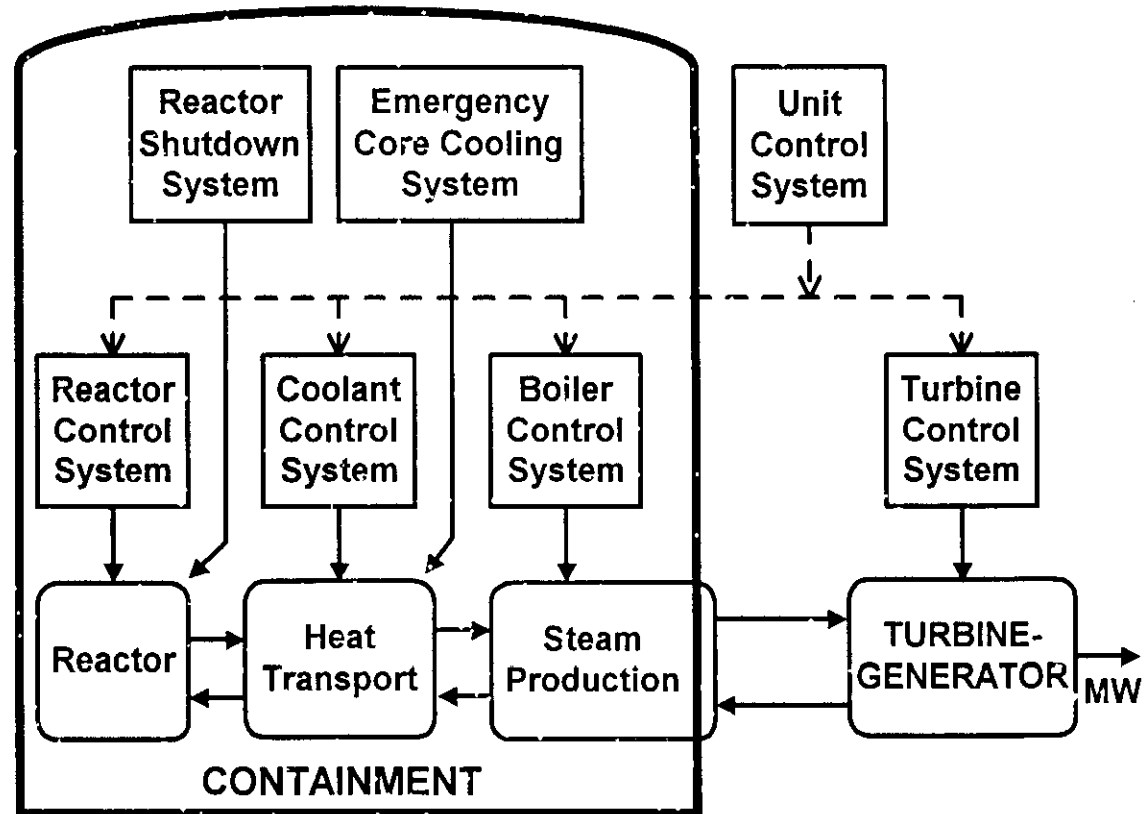 Reactor
Shutdown
System
Emergency
Core Cooling
System
Unit
Control
System
Reactor
Control
System
Coolant
Control
System
Boiler
Control
System
Turbine
Control
System
Reactor
Heat
Transport
Steam
Production
TURBINE-
GENERATOR
MW
CONTAINMENT